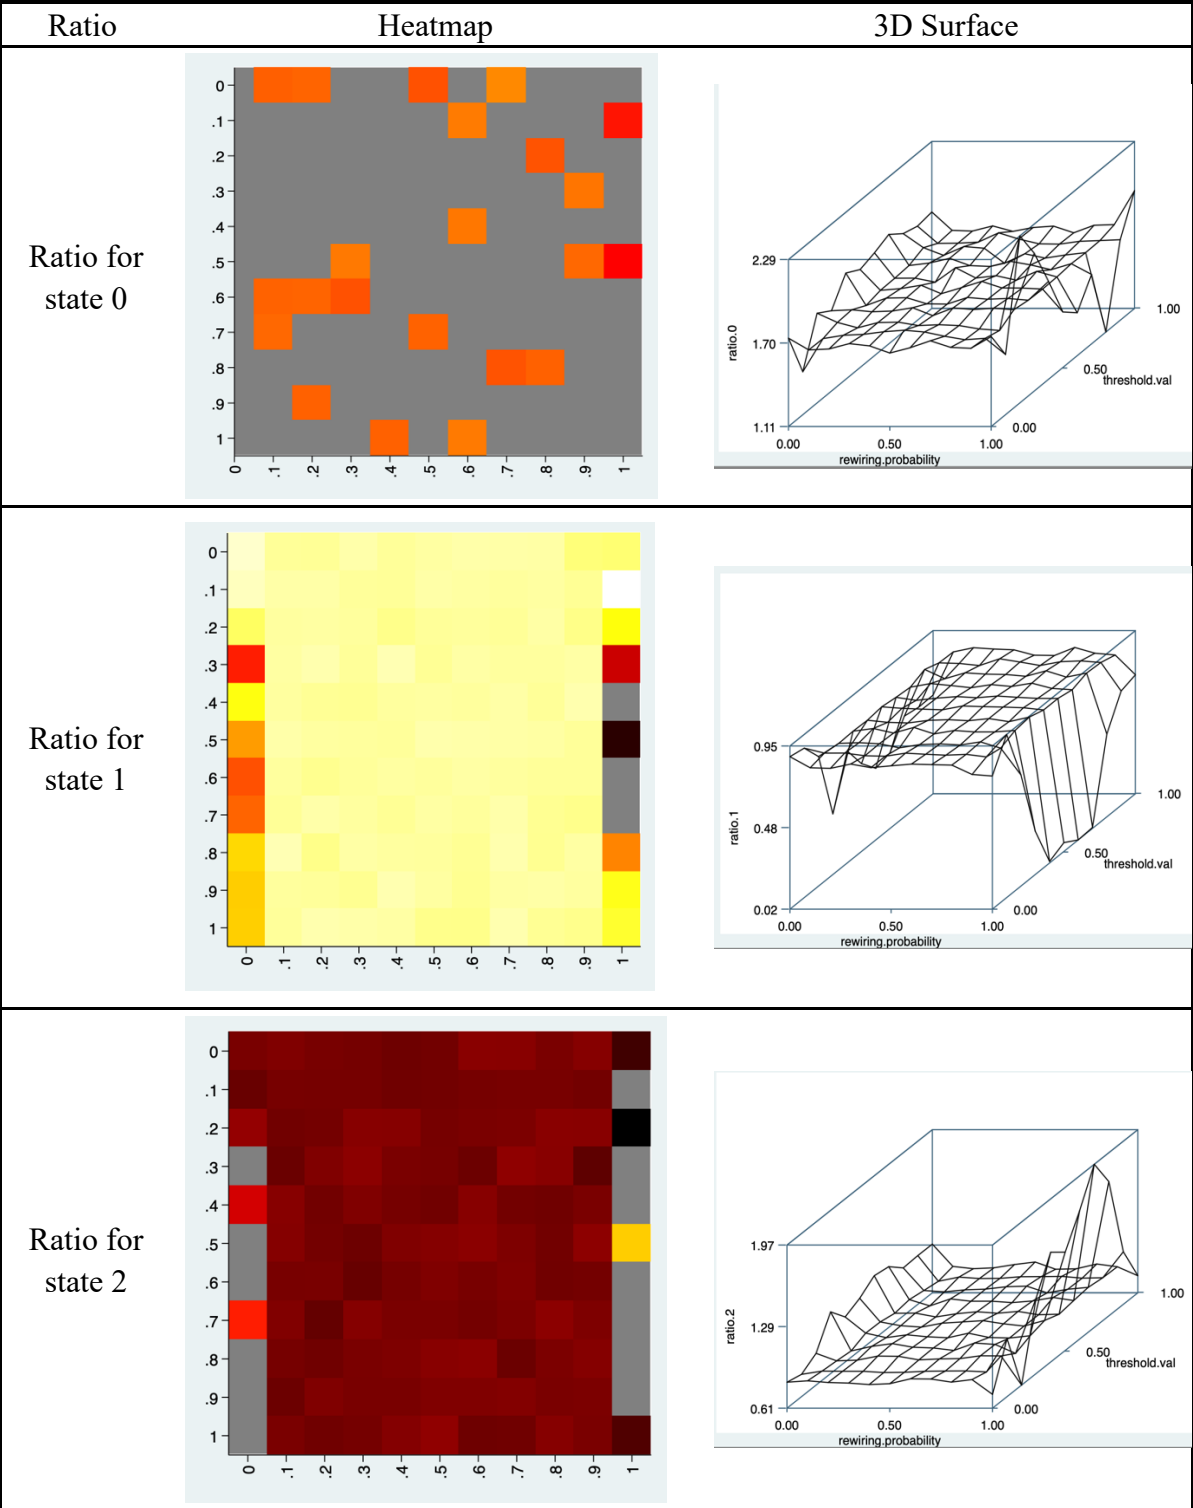 Ratio Heatmap 3D Surface
Ratio for
state 0
0
.1
.2
.3
.4
.5
.6
.7
.8
.9
1
0 .1 .2 .3 .4 .5 .6 .7 .8 .9 1
2.29
1.70
1.11
ratio.0
0.00 0.50 1.00
rewiring.probability
0.00
0.50
1.00
threshold.val
Ratio for
state 1
0
.1
.2
.3
.4
.5
.6
.7
.8
.9
1
0 .1 .2 .3 .4 .5 .6 .7 .8 .9 1
0.95
0.48
0.02
ratio.1
0.00 0.50 1.00
rewiring.probability
0.00
0.50
1.00
threshold.val
Ratio for
state 2
0
.1
.2
.3
.4
.5
.6
.7
.8
.9
1
0 .1 .2 .3 .4 .5 .6 .7 .8 .9 1
1.97
1.29
0.61
ratio.2
0.00 0.50 1.00
rewiring.probability
0.00
0.50
1.00
threshold.val